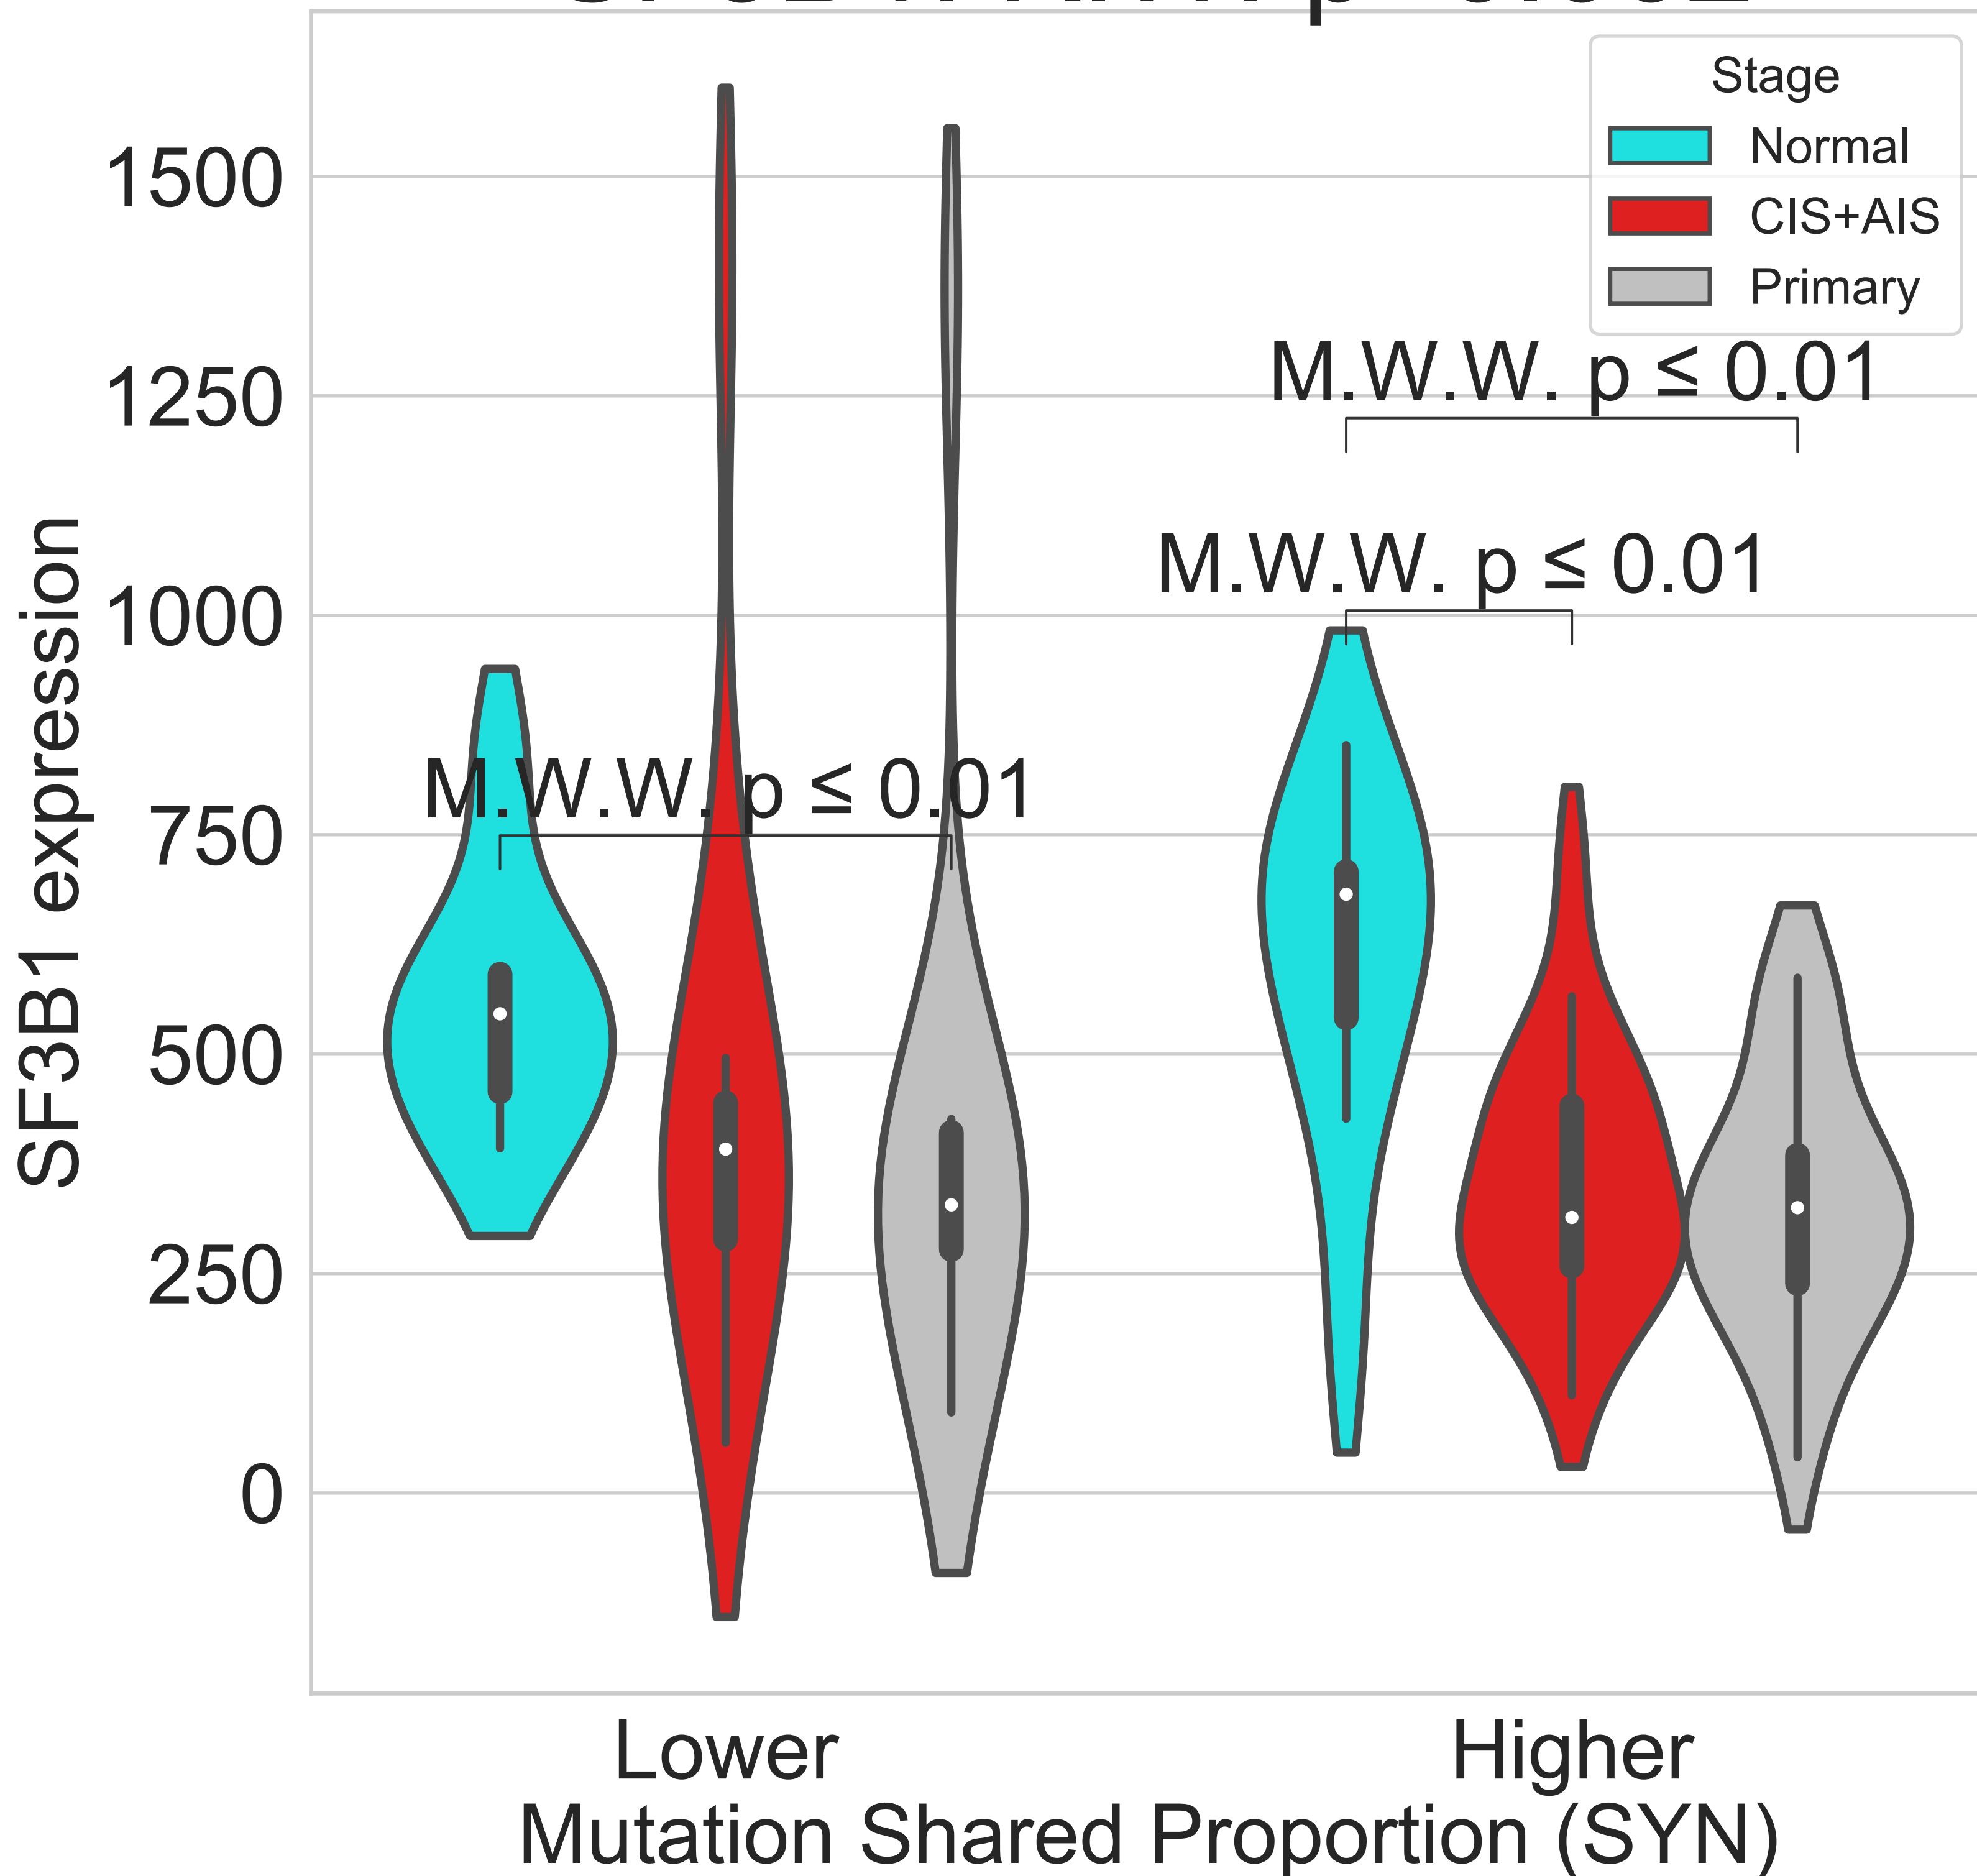 Stage
Normal
CIS+AIS
Primary
1500
1250
1000
750
500
250
0
SF3B1 expression
M.W.W. p ≤ 0.01
M.W.W. p ≤ 0.01
M.W.W. p ≤ 0.01
Lower
Higher
Mutation Shared Proportion (SYN)